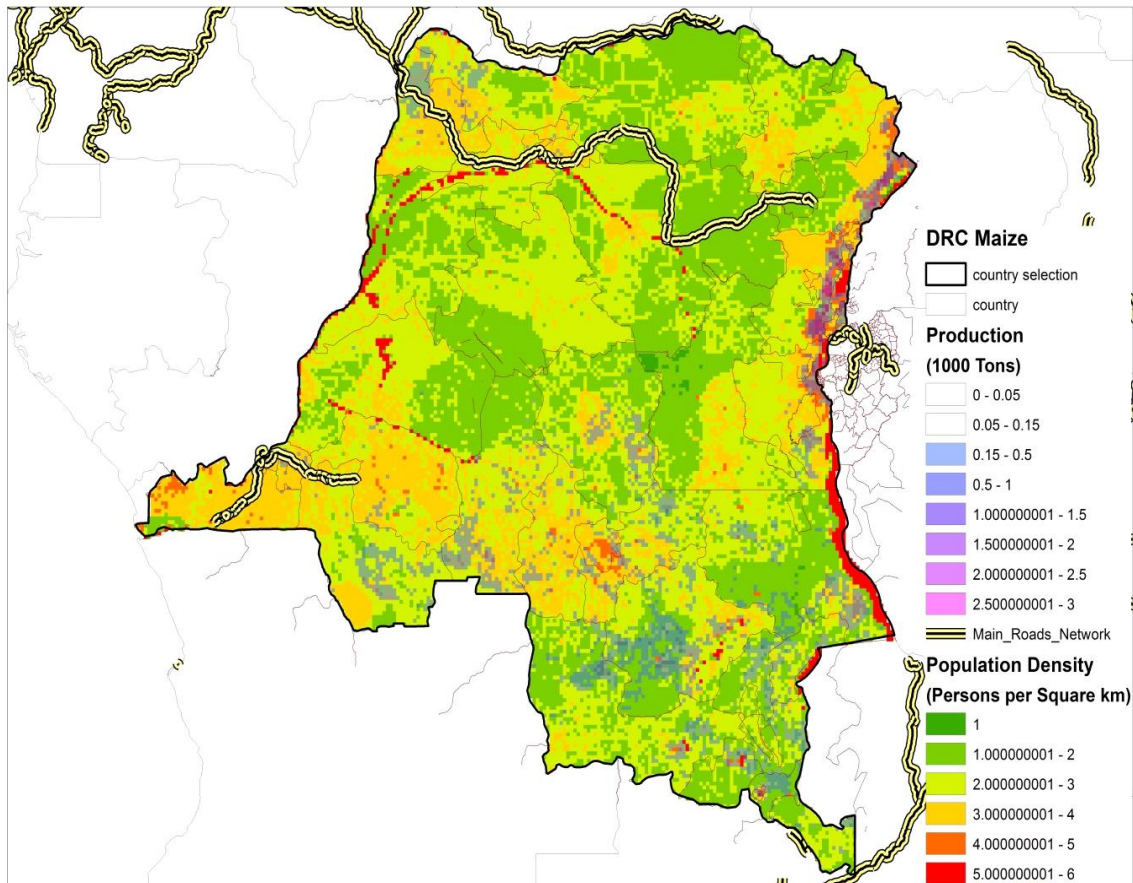 DRC Maize
country selection
country
Production
(1000 Tons)
0 - 0.05
0.05 - 0.15
0.15 - 0.5
0.5 - 1
1.000000001 - 1.5
1.500000001 - 2
2.000000001 - 2.5
2.500000001 - 3
Main_Roads_Network
Population Density
(Persons per Square km)
1
1.000000001 - 2
2.000000001 - 3
3.000000001 - 4
4.000000001 - 5
5.000000001 - 6